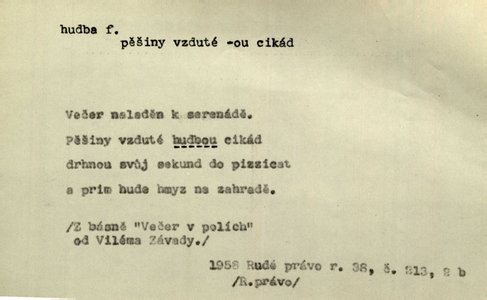 hudba f.
pěšiny vzduté -ou cikád
Večer naladěn k serenádě.
Pěšiny vzduté hudbou cikád
drhnou svůj sekund do pizzicat
a prim hude hmyz na zahradě.
/Z básně "Večer v polích"
od Viléma Závady./
1958 Rudé právo r. 38, č. 213, 2 b
/R.právo/